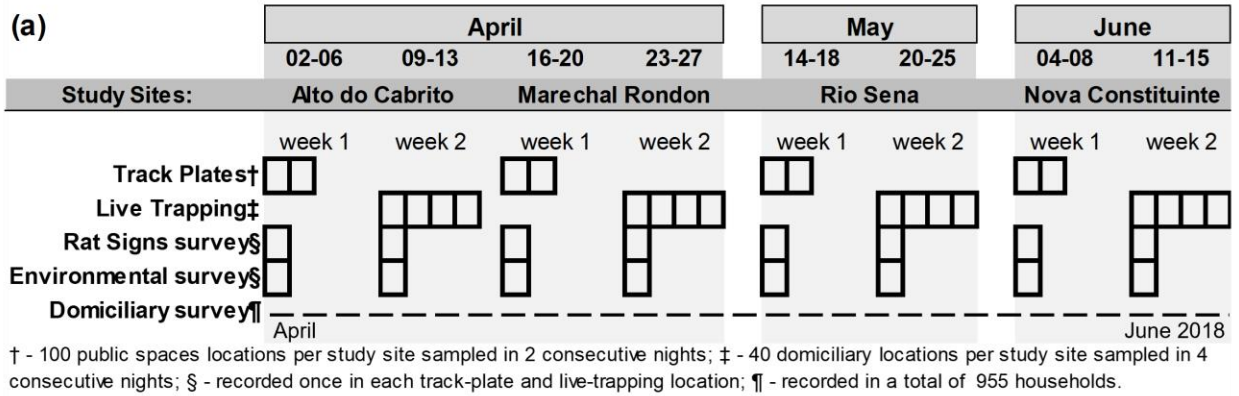 (a)
April May June
02-06 09-13 16-20 23-27 14-18 20-25 04-08 11-15
Study Sites: Alto do Cabrito Marechal Rondon Rio Sena Nova Constituinte
week 1 week 2 week 1 week 2 week 1 week 2 week 1 week 2
Track Plates†
Live Trapping‡
Rat Signs survey§
Environmental survey§
Domiciliary survey¶
April June 2018
† - 100 public spaces locations per study site sampled in 2 consecutive nights; ‡ - 40 domiciliary locations per study site sampled in 4
consecutive nights; § - recorded once in each track-plate and live-trapping location; ¶ - recorded in a total of 955 households.